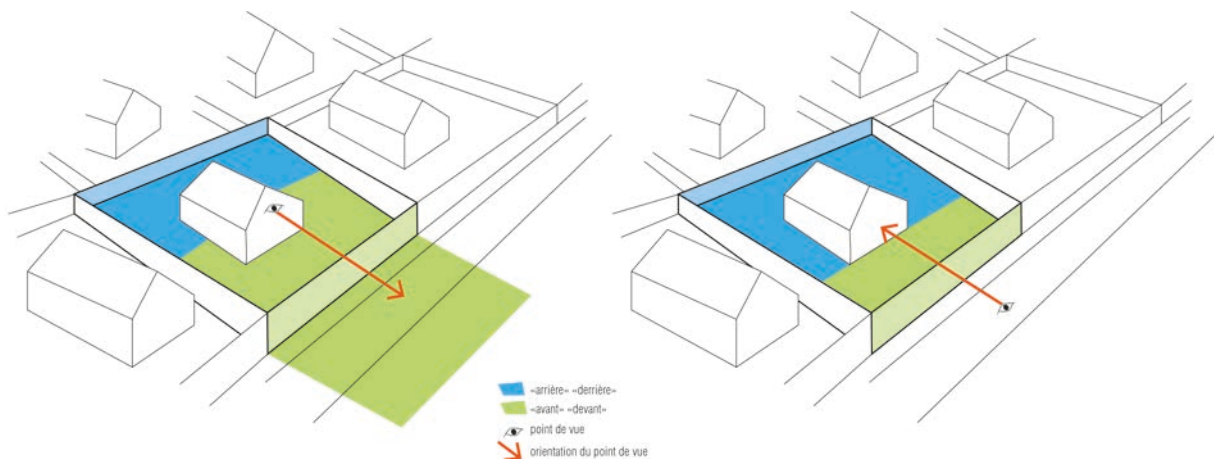 «arrière» «derrière»
«avant» «devant»
point de vue
orientation du point de vue